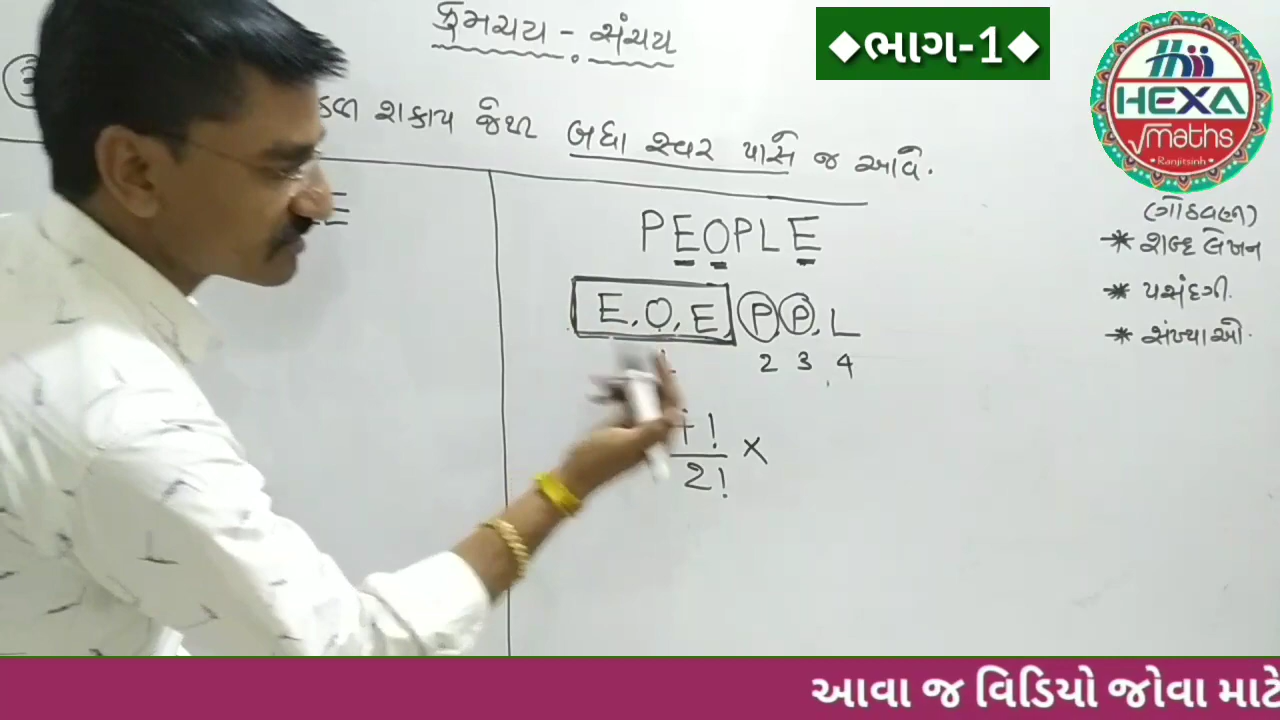 ક્રમચય - સંચય
◆ભાગ-1◆
HEXA
√maths
Ranjitsinh
શકાય જેથી બધા સ્વર પાસે જ આવે.
PEOPLE
E, O, E, P P, L
2 3 4
!
2! ×
(ગોઠવણ)
* શબ્દ લેખન
* પસંદગી.
* સંખ્યાઓ.
આવા જ વિડિયો જોવા માટે